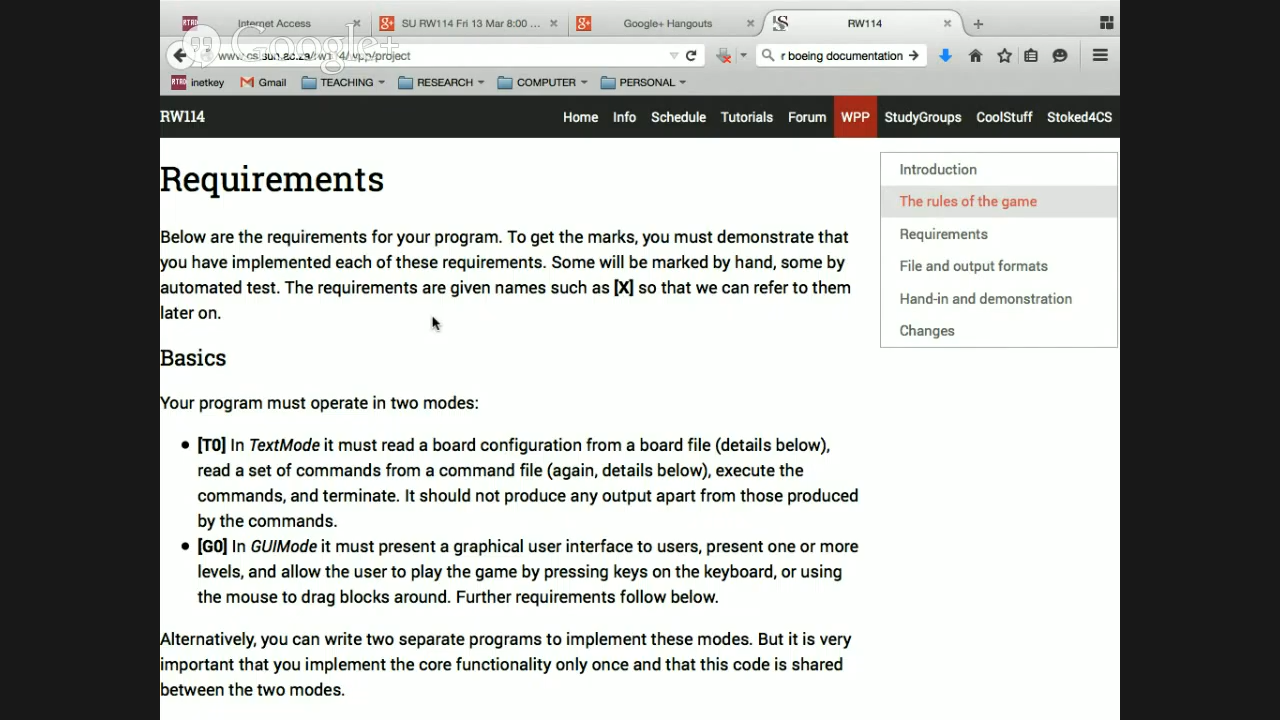 Internet Access
SU RW114 Fri 13 Mar 8:00 ...
Google+ Hangouts
RW114
Google+
/project
r boeing documentation
inetkey
Gmail
TEACHING
RESEARCH
COMPUTER
PERSONAL
RW114
Home Info Schedule Tutorials Forum WPP StudyGroups CoolStuff Stoked4CS
Requirements
Below are the requirements for your program. To get the marks, you must demonstrate that
you have implemented each of these requirements. Some will be marked by hand, some by
automated test. The requirements are given names such as [X] so that we can refer to them
later on.
Basics
Your program must operate in two modes:
• [T0] In TextMode it must read a board configuration from a board file (details below),
read a set of commands from a command file (again, details below), execute the
commands, and terminate. It should not produce any output apart from those produced
by the commands.
• [G0] In GUIMode it must present a graphical user interface to users, present one or more
levels, and allow the user to play the game by pressing keys on the keyboard, or using
the mouse to drag blocks around. Further requirements follow below.
Alternatively, you can write two separate programs to implement these modes. But it is very
important that you implement the core functionality only once and that this code is shared
between the two modes.
Introduction
The rules of the game
Requirements
File and output formats
Hand-in and demonstration
Changes